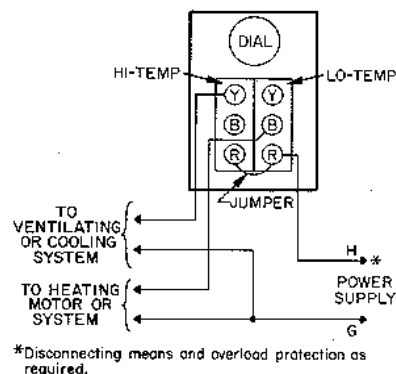 DIAL
HI-TEMP
LO-TEMP
Y Y
B B
R R
JUMPER
TO
VENTILATING
OR COOLING
SYSTEM
H
*
TO HEATING
MOTOR OR
SYSTEM
POWER
SUPPLY
G
*Disconnecting means and overload protection as
required.